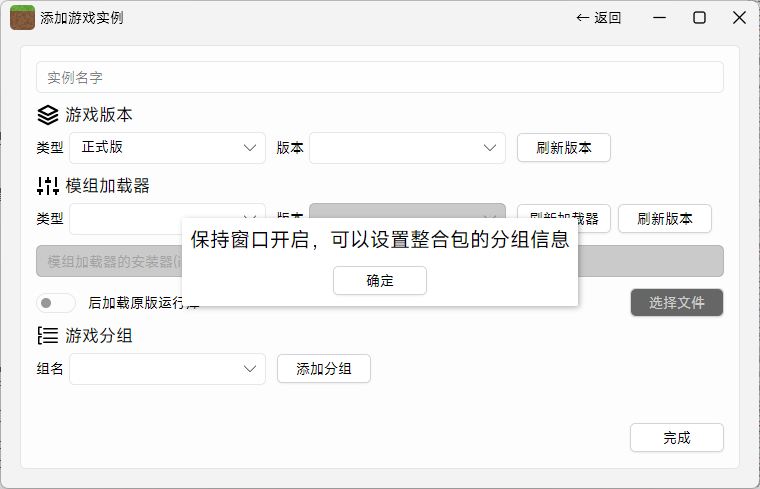 添加游戏实例
← 返回
实例名字
游戏版本
类型 正式版 版本 刷新版本
模组加载器
类型 版本 刷新加载器 刷新版本
保持窗口开启，可以设置整合包的分组信息
确定
模组加载器的安装器
后加载原版运行库
选择文件
游戏分组
组名 添加分组
完成